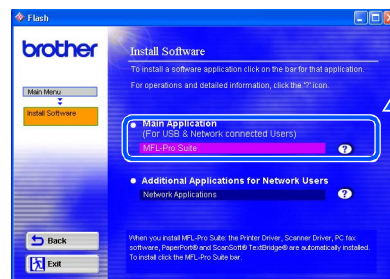 Flash
brother
Install Software
To install a software application click on the bar for that application.
For operations and detailed information, click the '?' icon.
Main Menu
Install Software
Main Application
(For USB & Network connected Users)
MFL-Pro Suite
?
Additional Applications for Network Users
Network Applications
?
Back
Exit
When you install MFL-Pro Suite: the Printer Driver, Scanner Driver, PC fax
software, PaperPort® and ScanSoft® TextBridge® are automatically installed.
To install click the MFL-Pro Suite bar.